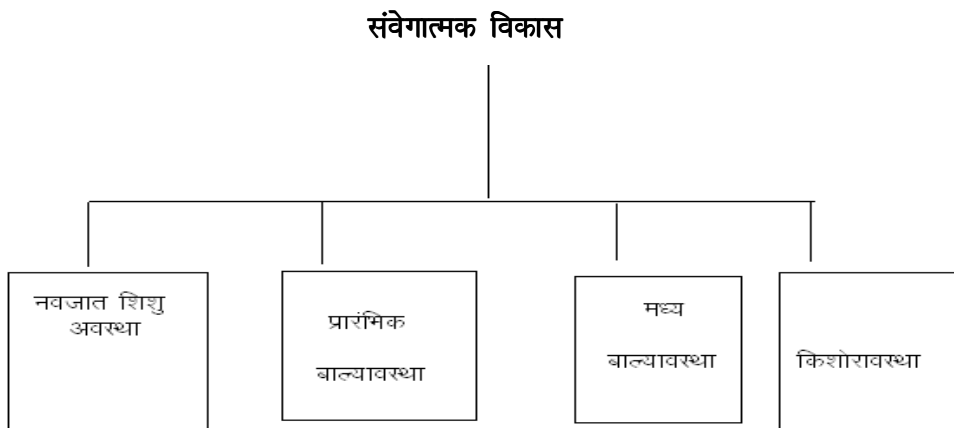 संवेगात्मक विकास
नवजात शिशु
अवस्था
प्रारंभिक
बाल्यावस्था
मध्य
बाल्यावस्था
किशोरावस्था